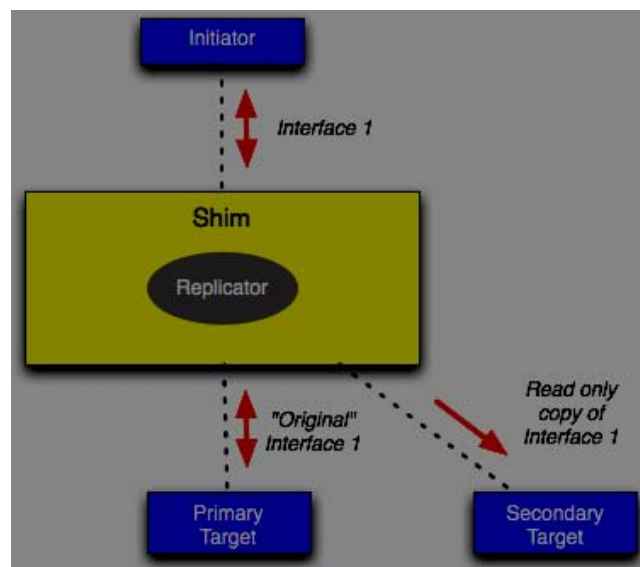 Initiator
Interface 1
Shim
Replicator
"Original"
Interface 1
Read only
copy of
Interface 1
Primary
Target
Secondary
Target